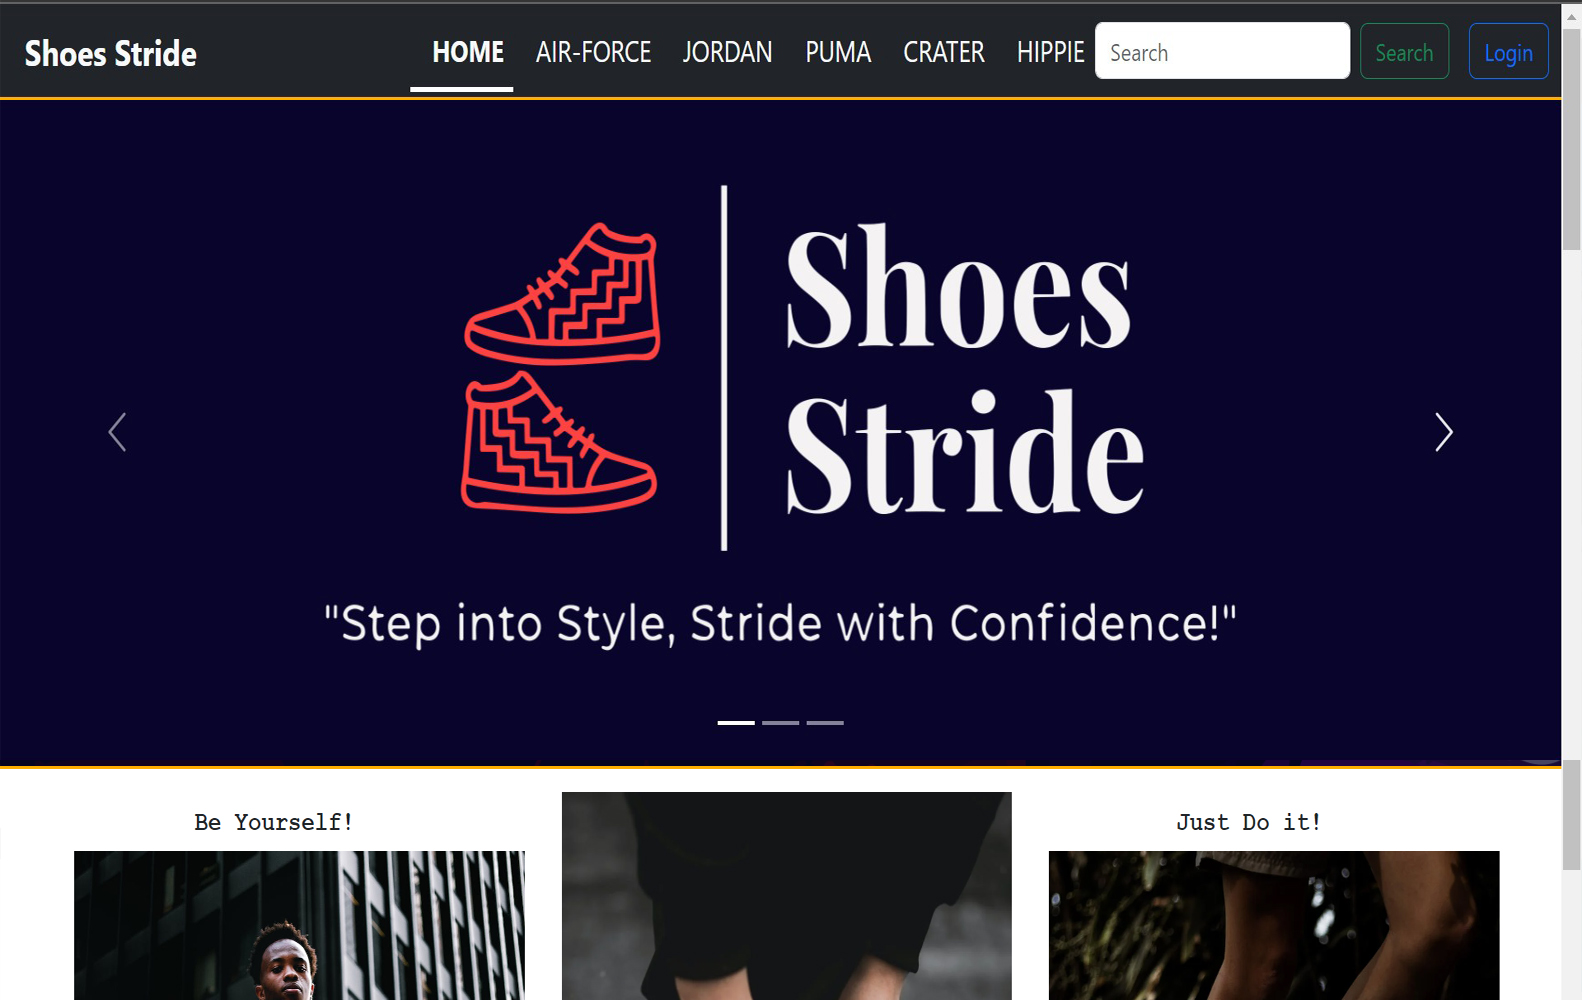 Shoes Stride
HOME AIR-FORCE JORDAN PUMA CRATER HIPPIE Search Search Login
Shoes
Stride
"Step into Style, Stride with Confidence!"
Be Yourself!
Just Do it!